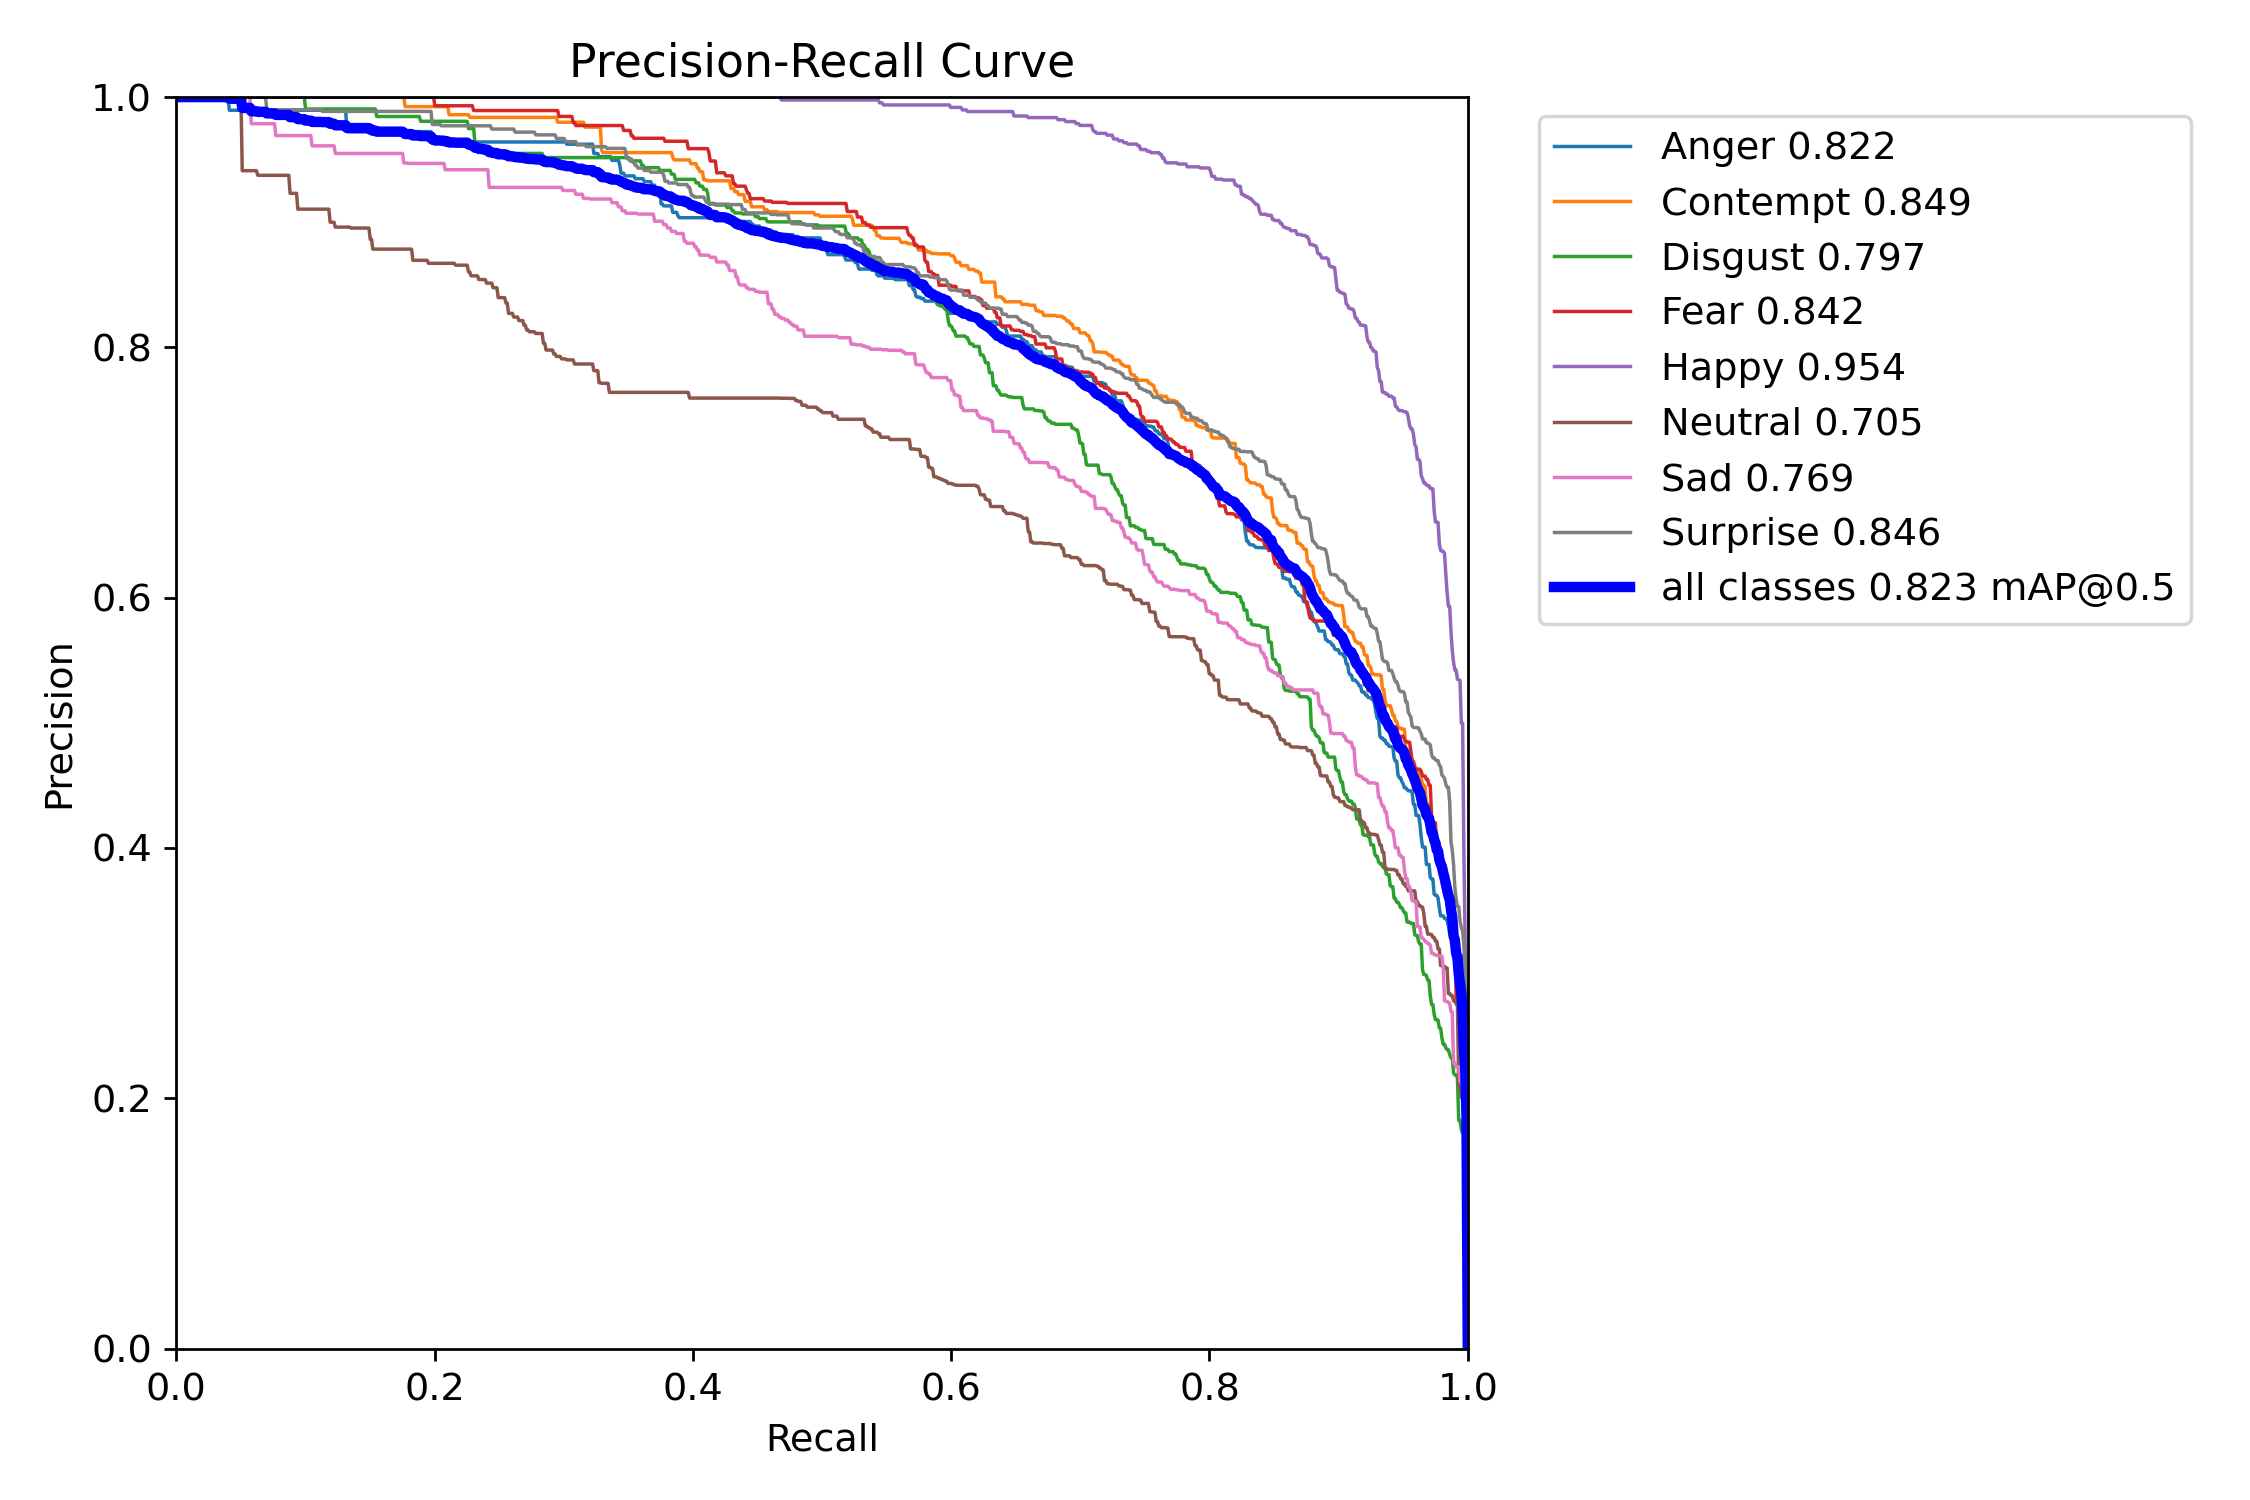 Precision-Recall Curve
1.0
0.8
0.6
0.4
0.2
0.0
Precision
0.0 0.2 0.4 0.6 0.8 1.0
Recall
Anger 0.822
Contempt 0.849
Disgust 0.797
Fear 0.842
Happy 0.954
Neutral 0.705
Sad 0.769
Surprise 0.846
all classes 0.823 mAP@0.5